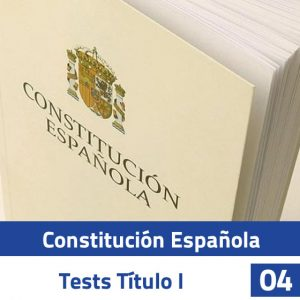 CONSTITUCIÓN
ESPAÑOLA
Constitución Española
Tests Título I
04